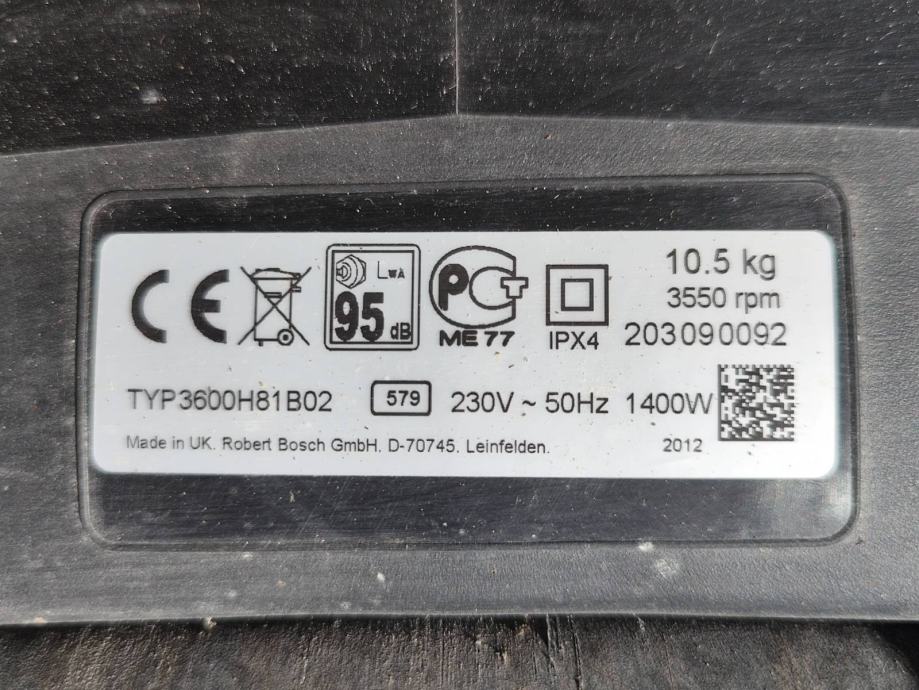 CE
LWA
95 dB
PCT
ME 77
IPX4
10.5 kg
3550 rpm
203090092
TYP3600H81B02 579 230V ~ 50Hz 1400W
Made in UK. Robert Bosch GmbH, D-70745, Leinfelden. 2012